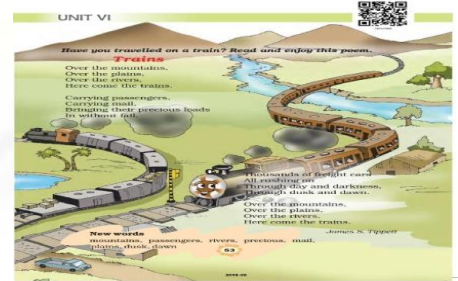 UNIT VI
Have you travelled on a train? Read and enjoy this poem.
Trains
Over the mountains,
Over the plains,
Over the rivers,
Here come the trains.
Carrying passengers,
Carrying mail,
Bringing their precious loads
In without fail.
Thousands of freight cars
All rushing on
Through day and darkness,
Through dusk and dawn.
Over the mountains,
Over the plains,
Over the rivers,
Here come the trains.
James S. Tippett
New words
mountains, passengers, rivers, precious, mail,
plains, dusk, dawn
53